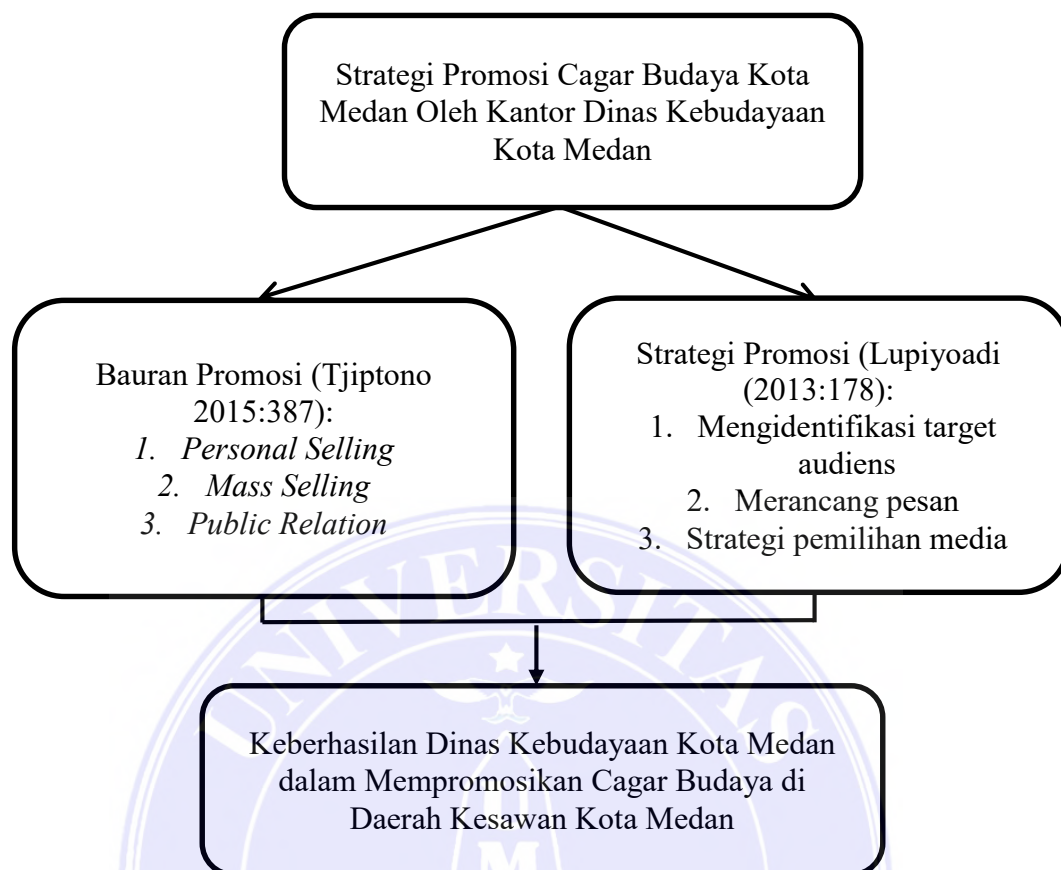 Strategi Promosi Cagar Budaya Kota
Medan Oleh Kantor Dinas Kebudayaan
Kota Medan
Bauran Promosi (Tjiptono
2015:387):
1. Personal Selling
2. Mass Selling
3. Public Relation
Strategi Promosi (Lupiyoadi
(2013:178):
1. Mengidentifikasi target
audiens
2. Merancang pesan
3. Strategi pemilihan media
UNIVERSITAS
Keberhasilan Dinas Kebudayaan Kota Medan
dalam Mempromosikan Cagar Budaya di
Daerah Kesawan Kota Medan
M